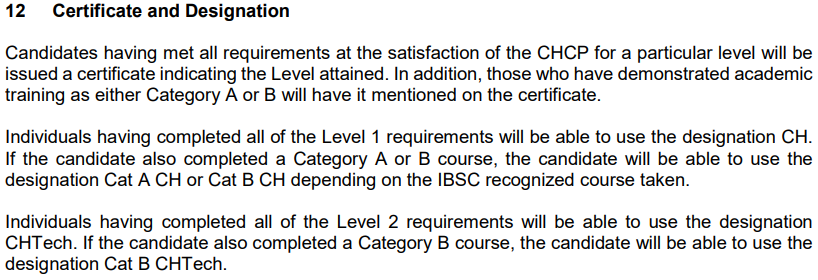 12 Certificate and Designation
Candidates having met all requirements at the satisfaction of the CHCP for a particular level will be
issued a certificate indicating the Level attained. In addition, those who have demonstrated academic
training as either Category A or B will have it mentioned on the certificate.
Individuals having completed all of the Level 1 requirements will be able to use the designation CH.
If the candidate also completed a Category A or B course, the candidate will be able to use the
designation Cat A CH or Cat B CH depending on the IBSC recognized course taken.
Individuals having completed all of the Level 2 requirements will be able to use the designation
CHTech. If the candidate also completed a Category B course, the candidate will be able to use the
designation Cat B CHTech.